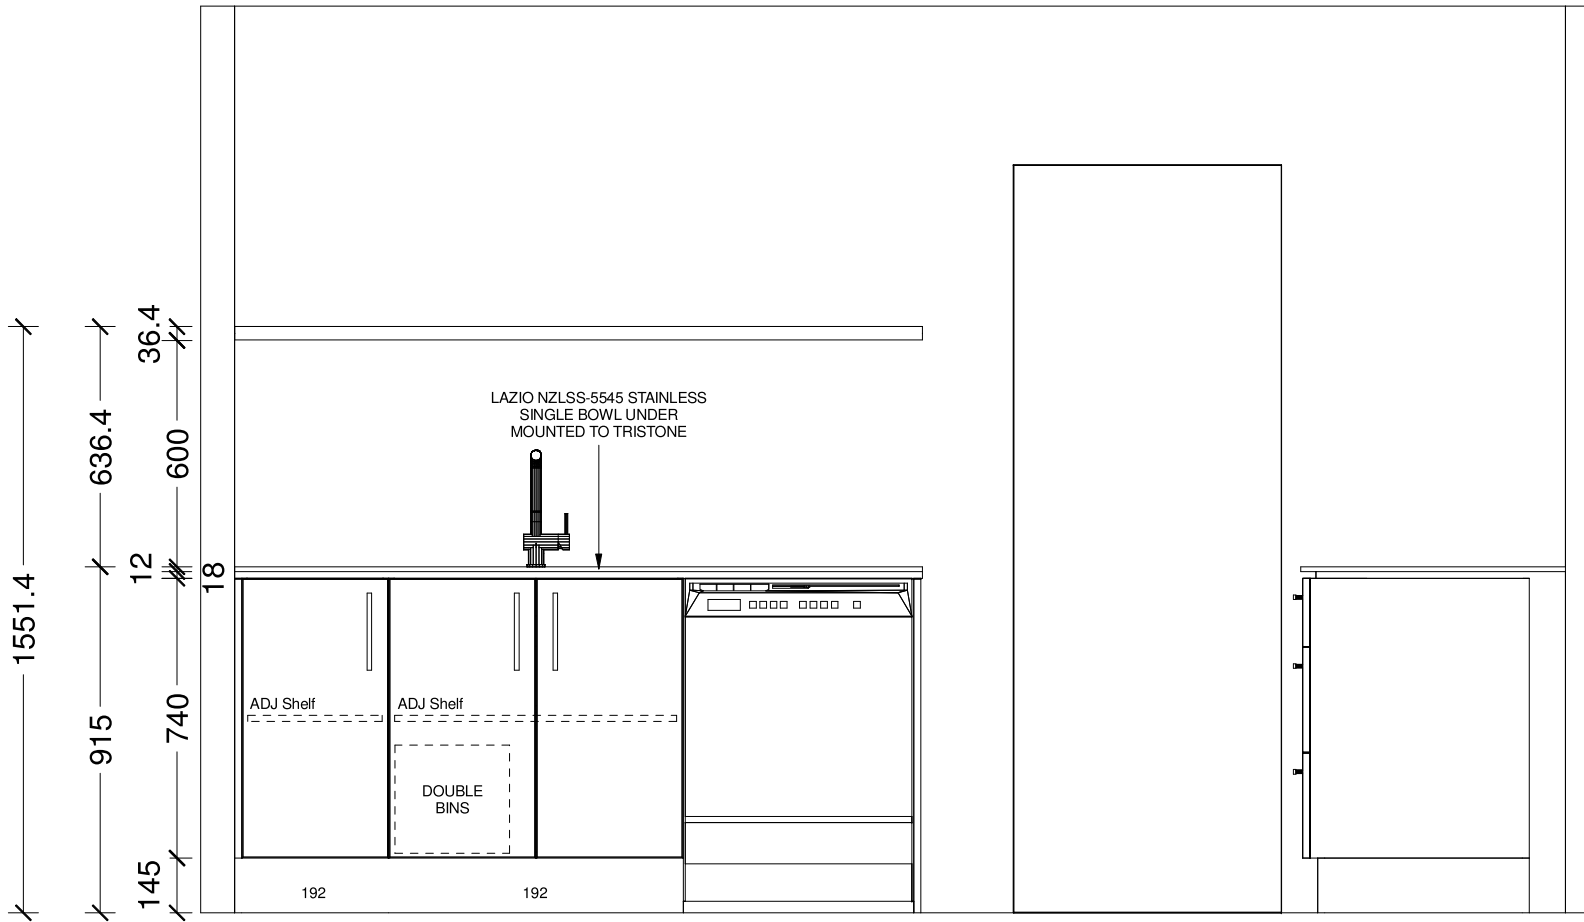 36.4
LAZIO NZLSS-5545 STAINLESS
SINGLE BOWL UNDER
MOUNTED TO TRISTONE
636.4
600
12
18
1551.4
ADJ Shelf
ADJ Shelf
740
915
DOUBLE
BINS
145
192
192